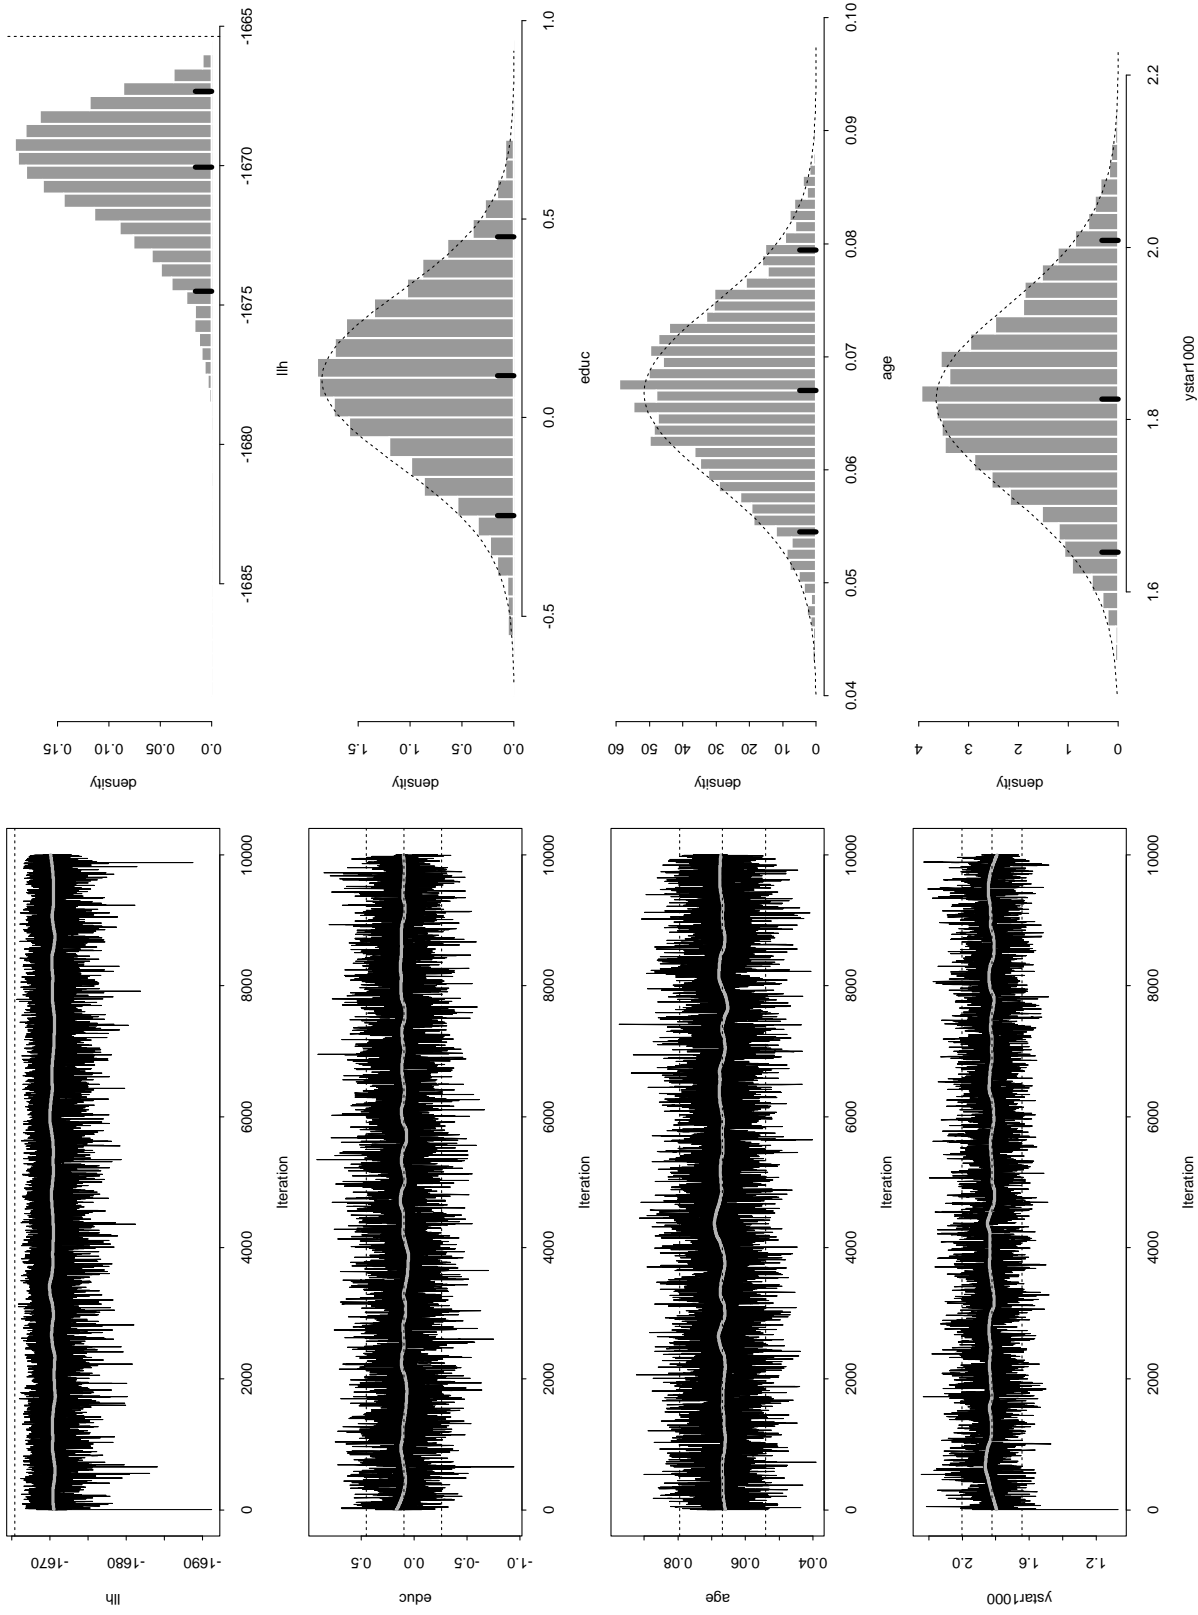 llh
-1670
-1680
-1690
0 2000 4000 6000 8000 10000
Iteration
density
0.15
0.10
0.05
0.0
-1685 -1680 -1675 -1670 -1665
llh
educ
0.5
0.0
-0.5
-1.0
0 2000 4000 6000 8000 10000
Iteration
density
1.5
1.0
0.5
0.0
-0.5 0.0 0.5 1.0
educ
age
0.08
0.06
0.04
0 2000 4000 6000 8000 10000
Iteration
density
60
50
40
30
20
10
0
0.04 0.05 0.06 0.07 0.08 0.09 0.10
age
ystar1000
2.0
1.6
1.2
0 2000 4000 6000 8000 10000
Iteration
density
4
3
2
1
0
1.6 1.8 2.0 2.2
ystar1000